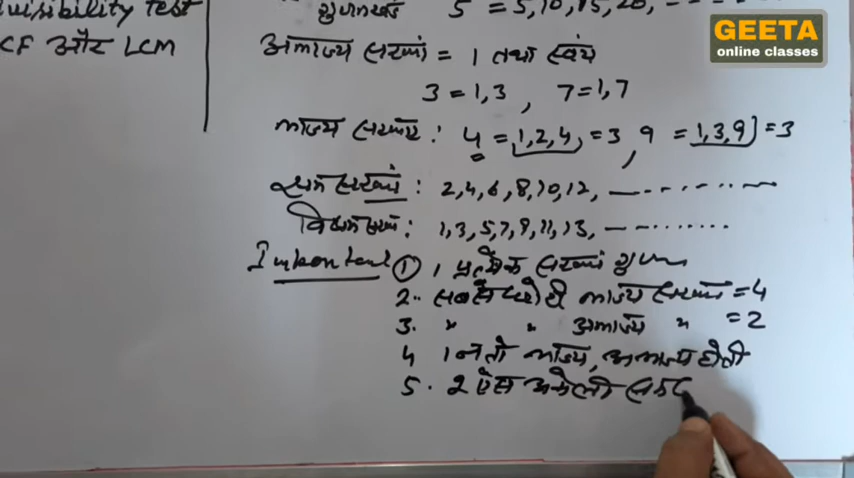 Divisibility Test
CF और LCM
गुणनखंड 5 = 5, 10, 15, 20, - - - -
अभाज्य संख्याएं = 1 तथा स्वंय
3 = 1, 3 , 7 = 1, 7
भाज्य संख्याएं : 4 = 1, 2, 4, = 3 , 9 = 1, 3, 9 = 3
सम संख्याएं : 2, 4, 6, 8, 10, 12, - - - - - -
विषम संख्याएं : 1, 3, 5, 7, 9, 11, 13, - - - - - -
Important ① 1 प्रत्येक संख्यां गुणन
2. सबसे छोटी भाज्य संख्यां = 4
3. " " अभाज्य " = 2
4 1 न तो भाज्य, अभाज्य होती
5. 2 ऐस अकेली सम
GEETA
online classes